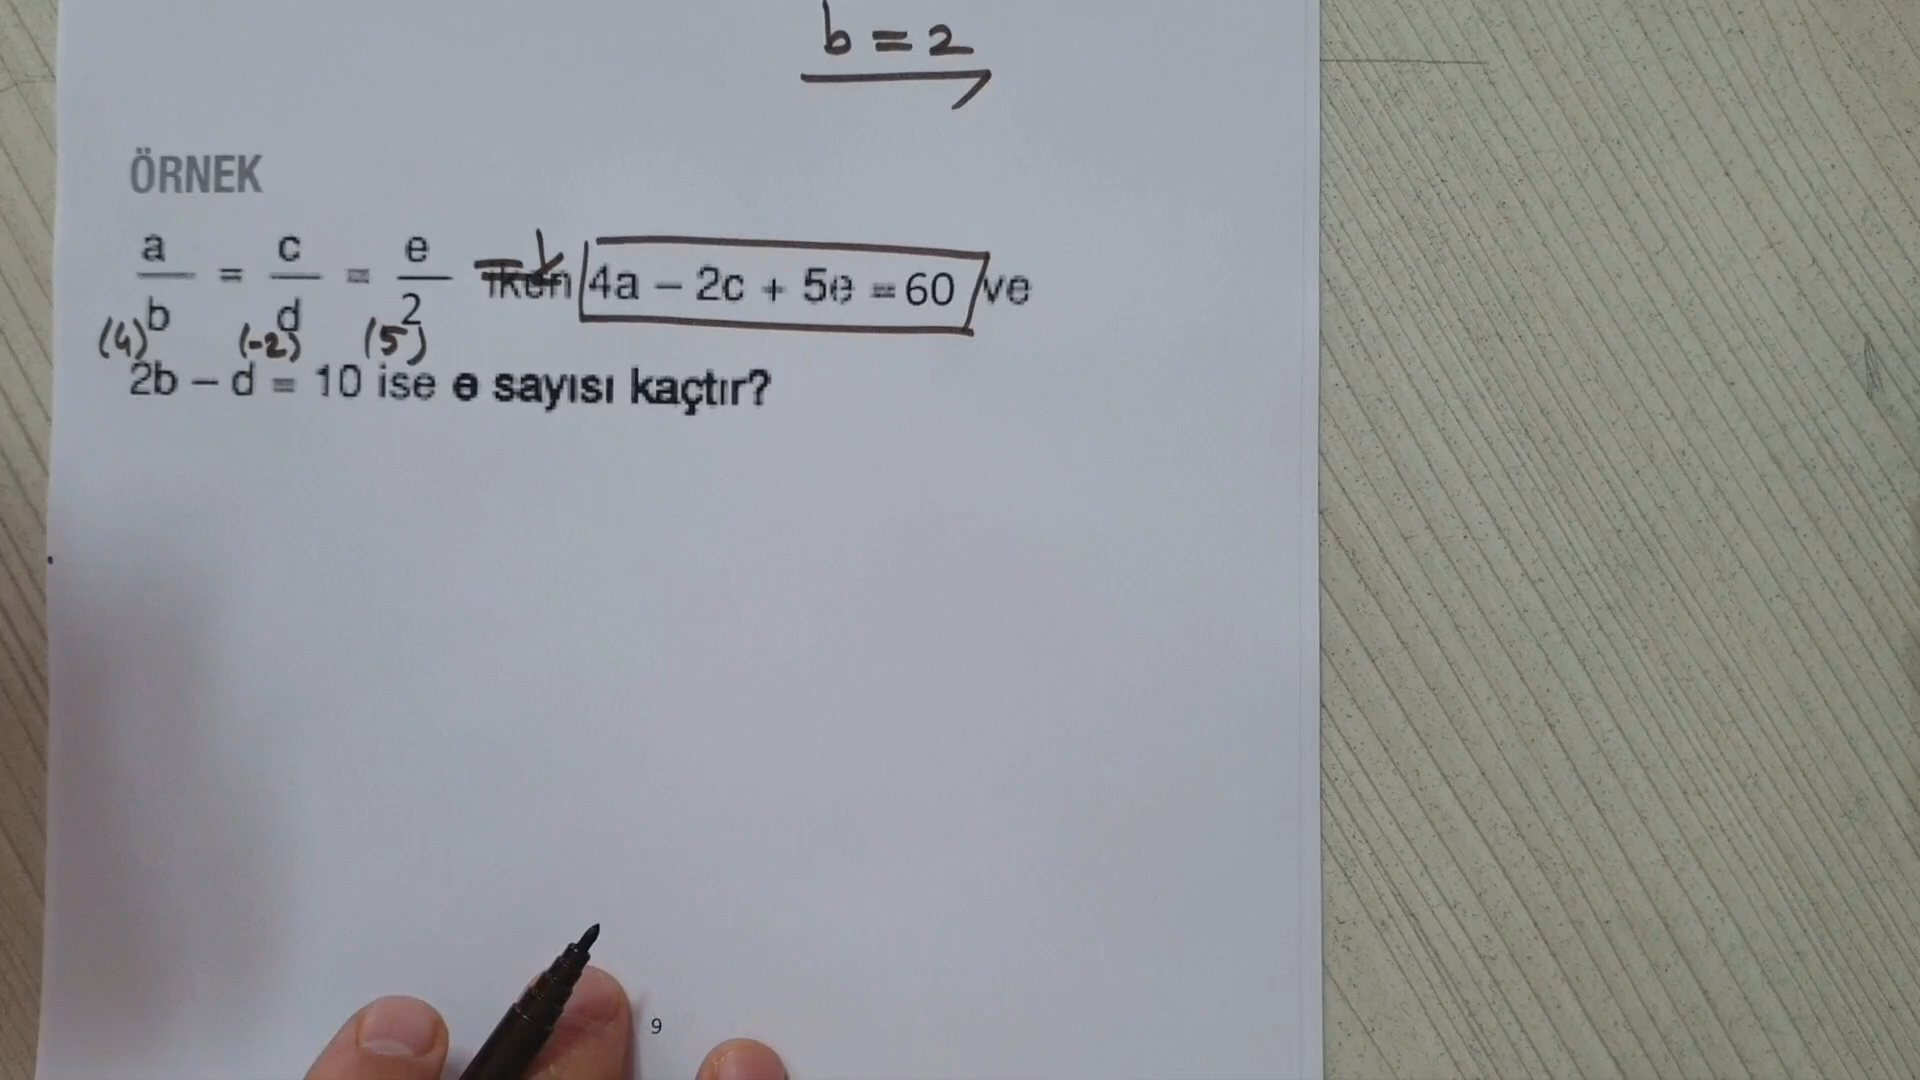 b = 2
ÖRNEK
a/b = c/d = e/2 iken 4a − 2c + 5e = 60 ve
(4) (-2) (5)
2b − d = 10 ise e sayısı kaçtır?
9